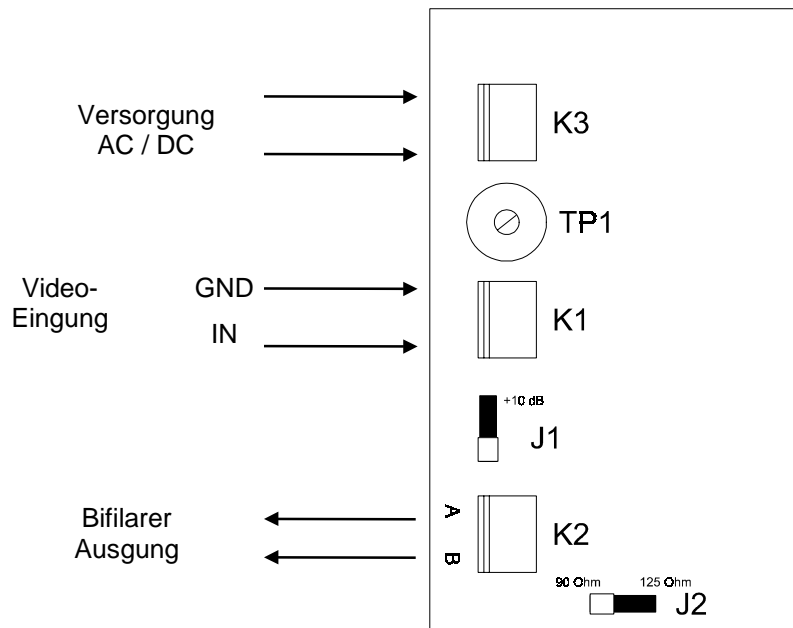 Versorgung
AC / DC
K3
TP1
Video-
Eingung
GND
IN
K1
+10 dB
J1
Bifilarer
Ausgung
A
B
K2
90 Ohm 125 Ohm
J2